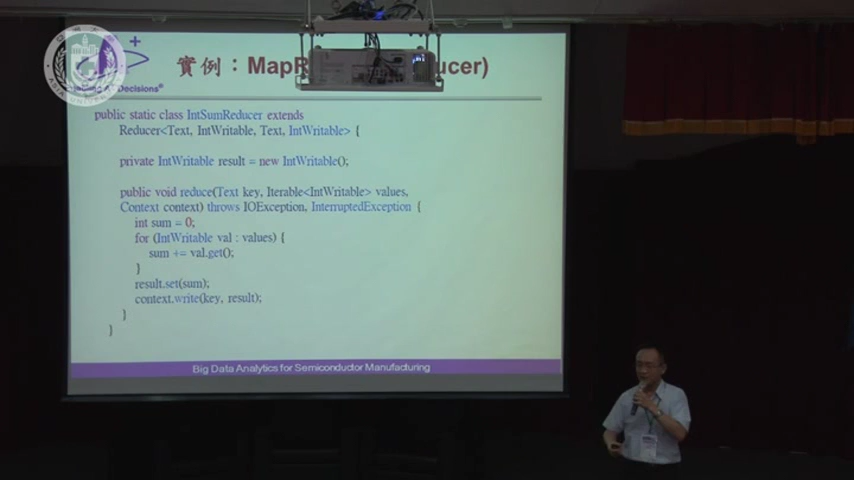 實例：MapR ucer)
Decisions®
public static class IntSumReducer extends
Reducer<Text, IntWritable, Text, IntWritable> {
private IntWritable result = new IntWritable();
public void reduce(Text key, Iterable<IntWritable> values,
Context context) throws IOException, InterruptedException {
int sum = 0;
for (IntWritable val : values) {
sum += val.get();
}
result.set(sum);
context.write(key, result);
}
}
Big Data Analytics for Semiconductor Manufacturing